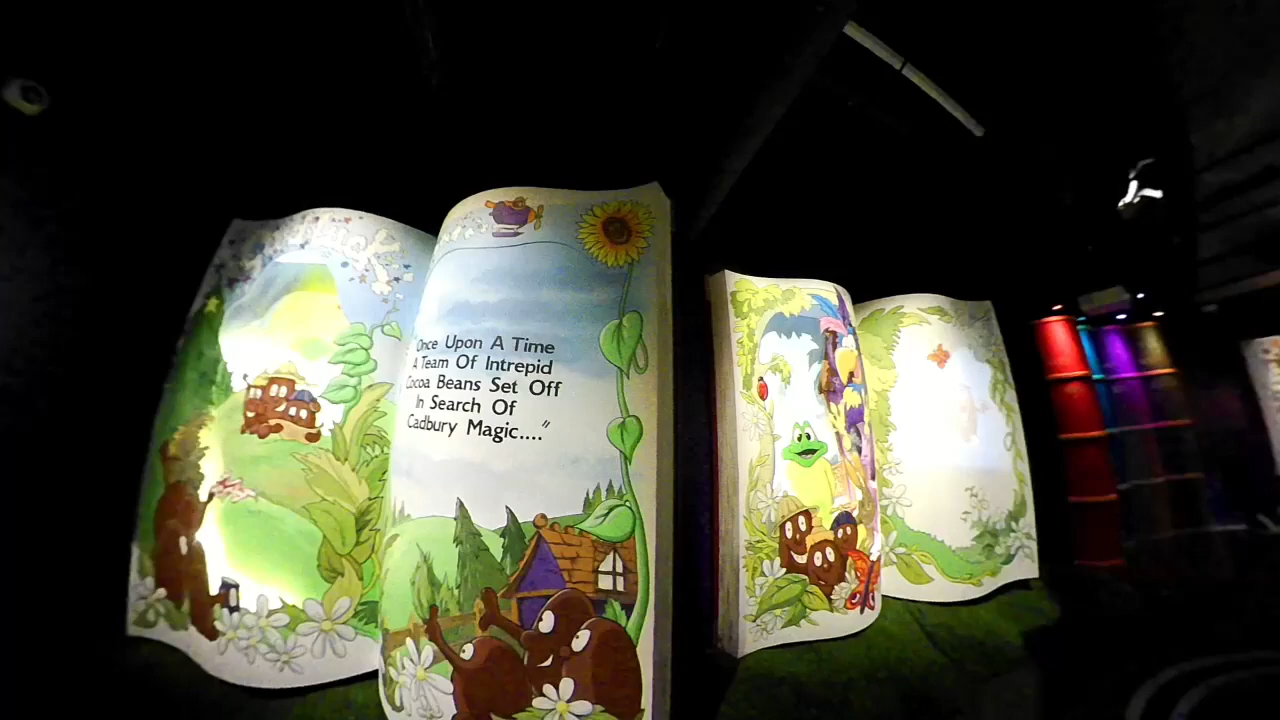 "Once Upon A Time
A Team Of Intrepid
Cocoa Beans Set Off
In Search Of
Cadbury Magic...."